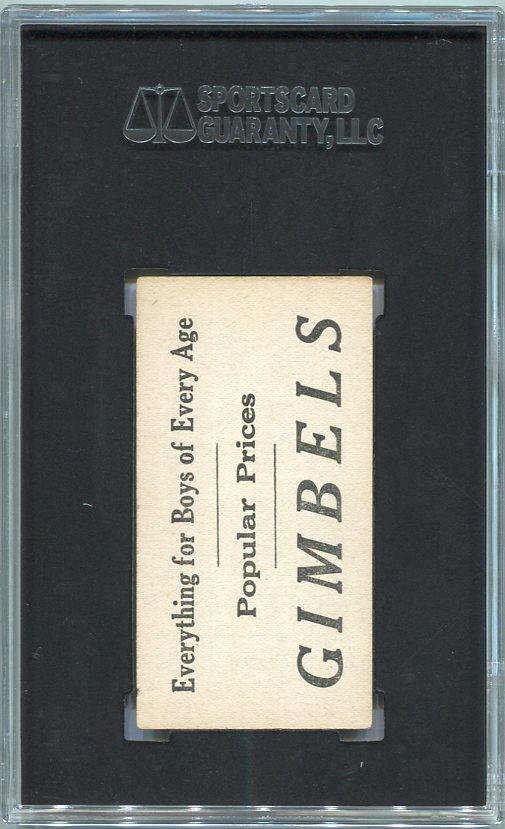 SPORTSCARD
GUARANTY, LLC
Everything for Boys of Every Age
Popular Prices
GIMBELS